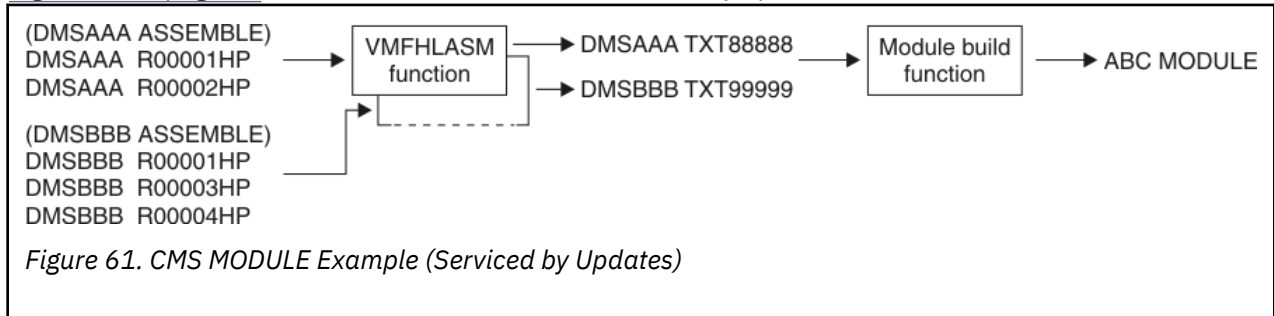 (DMSAAA ASSEMBLE)
DMSAAA R00001HP
DMSAAA R00002HP
VMFHLASM
function
DMSAAA TXT88888
DMSBBB TXT99999
Module build
function
ABC MODULE
(DMSBBB ASSEMBLE)
DMSBBB R00001HP
DMSBBB R00003HP
DMSBBB R00004HP
Figure 61. CMS MODULE Example (Serviced by Updates)